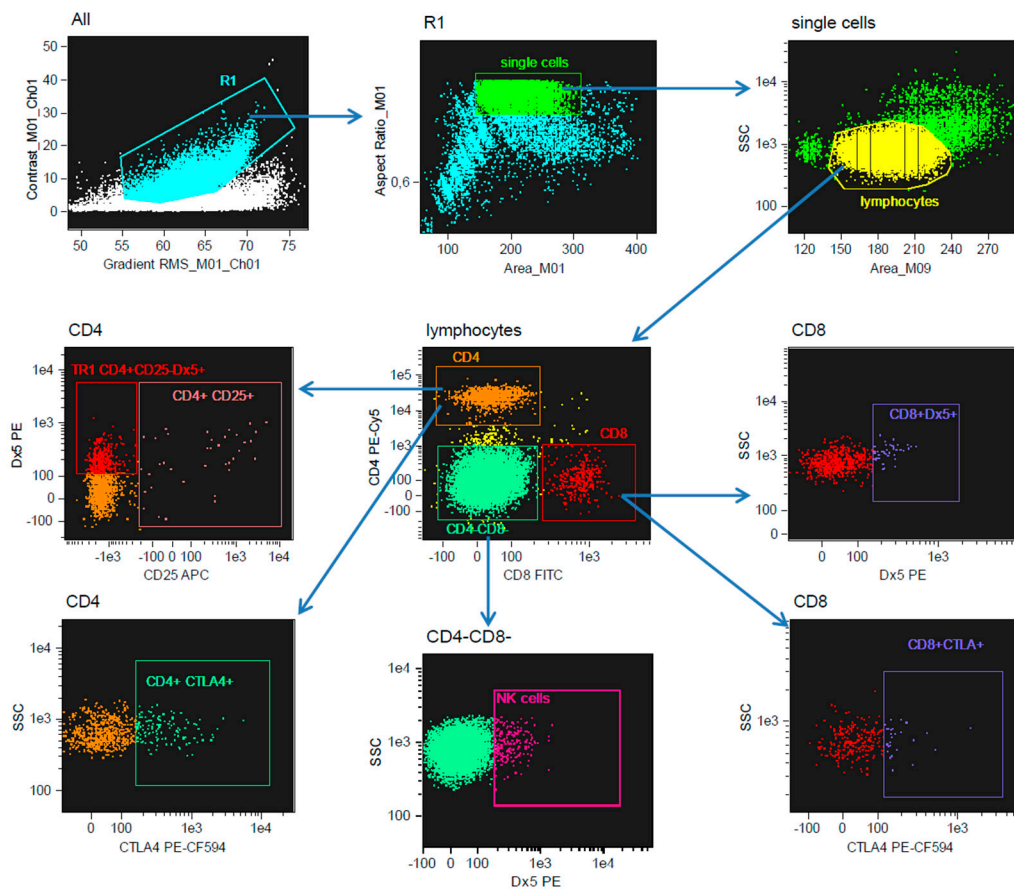 All
R1
single cells
50
40
30
20
10
0
Contrast_M01_Ch01
R1
50 55 60 65 70 75
Gradient RMS_M01_Ch01
0,6
Aspect Ratio_M01
single cells
100 200 300 400
Area_M01
1e4
1e3
100
SSC
lymphocytes
120 150 180 210 240 270
Area_M09
CD4
lymphocytes
CD8
1e4
1e3
100
0
-100
Dx5 PE
TR1 CD4+CD25-Dx5+
CD4+ CD25+
-1e3 -100 0 100 1e3 1e4
CD25 APC
1e5
1e4
1e3
100
0
-100
CD4 PE-Cy5
CD4
CD8
CD4-CD8-
-100 0 100 1e3
CD8 FITC
1e4
1e3
100
SSC
CD8+Dx5+
0 100 1e3
Dx5 PE
CD4
CD4-CD8-
CD8
1e4
1e3
100
SSC
CD4+ CTLA4+
0 100 1e3 1e4
CTLA4 PE-CF594
1e4
1e3
100
SSC
NK cells
-100 0 100 1e3 1e4
Dx5 PE
1e3
SSC
CD8+CTLA+
0 100 1e3 1e4
CTLA4 PE-CF594